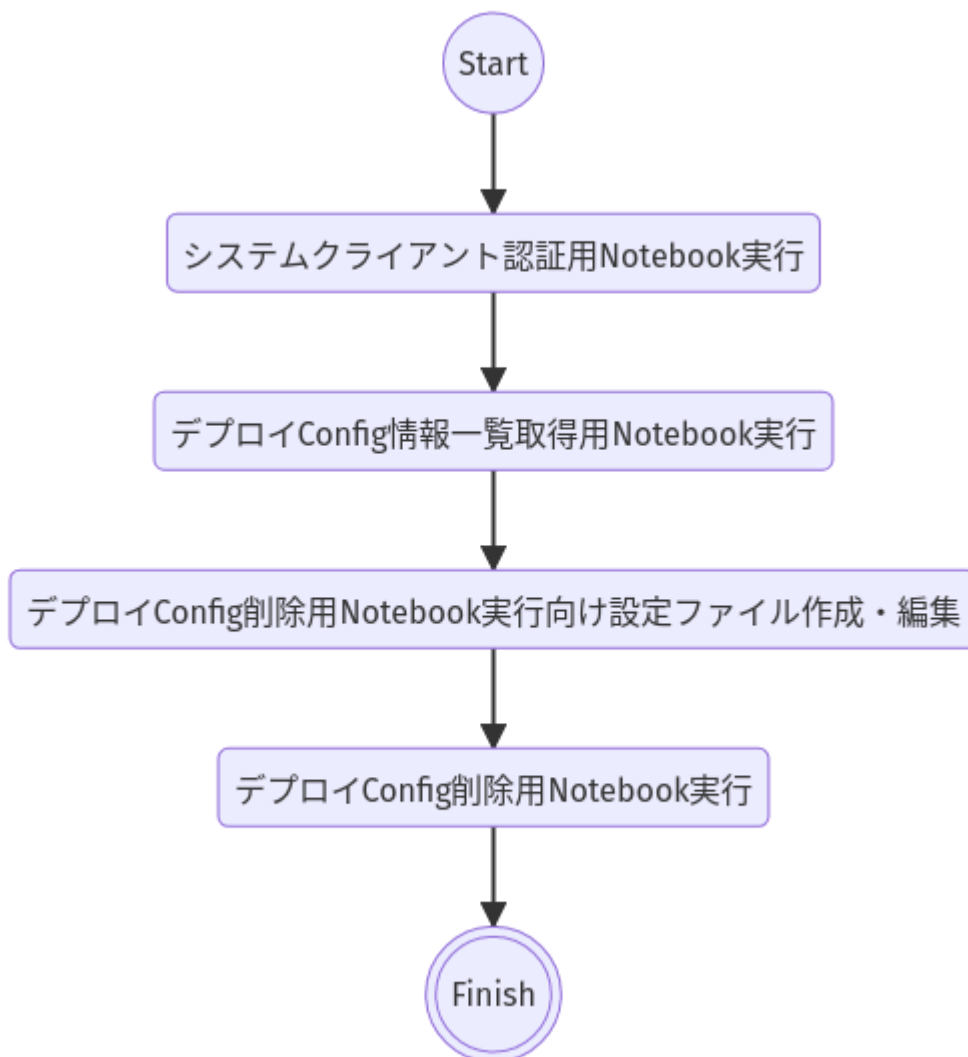 Start
システムクライアント認証用Notebook実行
デプロイConfig情報一覧取得用Notebook実行
デプロイConfig削除用Notebook実行向け設定ファイル作成・編集
デプロイConfig削除用Notebook実行
Finish